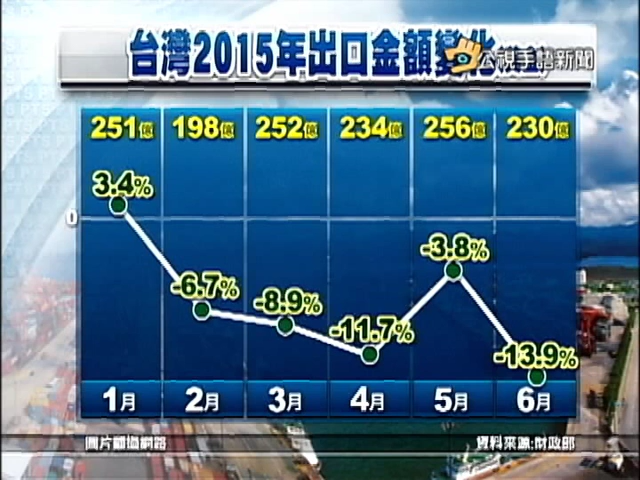 台灣2015年出口金額變化
公視手語新聞
251億 198億 252億 234億 256億 230億
3.4%
0
-6.7%
-8.9%
-11.7%
-3.8%
-13.9%
1月 2月 3月 4月 5月 6月
圖片翻攝網路
資料來源:財政部